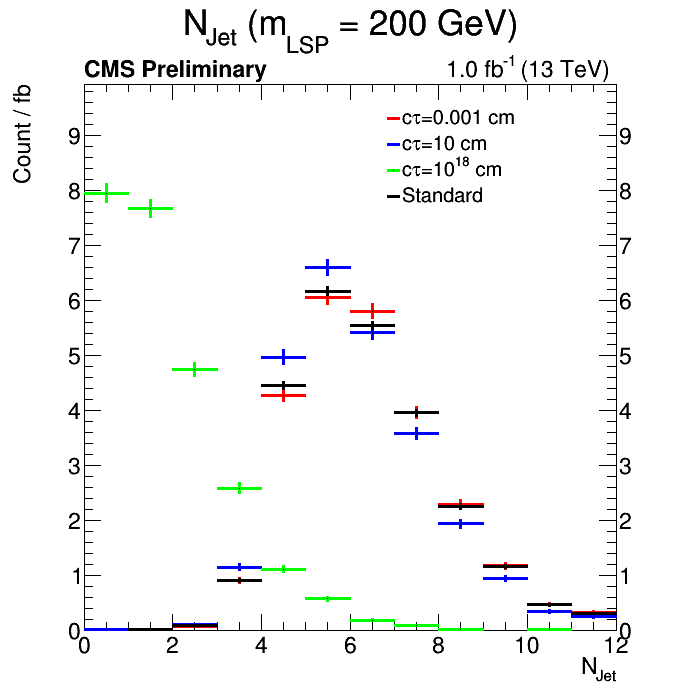 N_Jet (m_LSP = 200 GeV)
CMS Preliminary 1.0 fb⁻¹ (13 TeV)
Count / fb
cτ=0.001 cm
cτ=10 cm
cτ=10¹⁸ cm
Standard
9 9
8 8
7 7
6 6
5 5
4 4
3 3
2 2
1 1
0 0
0 2 4 6 8 10 12
N_Jet